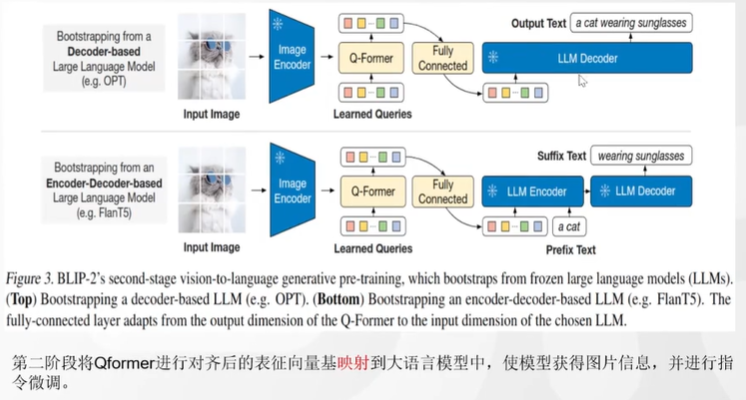 Bootstrapping from a
Decoder-based
Large Language Model
(e.g. OPT)
Input Image
Image
Encoder
Q-Former
Learned Queries
Fully
Connected
Output Text
a cat wearing sunglasses
LLM Decoder
Bootstrapping from an
Encoder-Decoder-based
Large Language Model
(e.g. FlanT5)
Input Image
Image
Encoder
Q-Former
Learned Queries
Fully
Connected
Suffix Text
wearing sunglasses
LLM Encoder
LLM Decoder
a cat
Prefix Text
Figure 3. BLIP-2's second-stage vision-to-language generative pre-training, which bootstraps from frozen large language models (LLMs).
(Top) Bootstrapping a decoder-based LLM (e.g. OPT). (Bottom) Bootstrapping an encoder-decoder-based LLM (e.g. FlanT5). The
fully-connected layer adapts from the output dimension of the Q-Former to the input dimension of the chosen LLM.
第二阶段将Qformer进行对齐后的表征向量基映射到大语言模型中，使模型获得图片信息，并进行指
令微调。